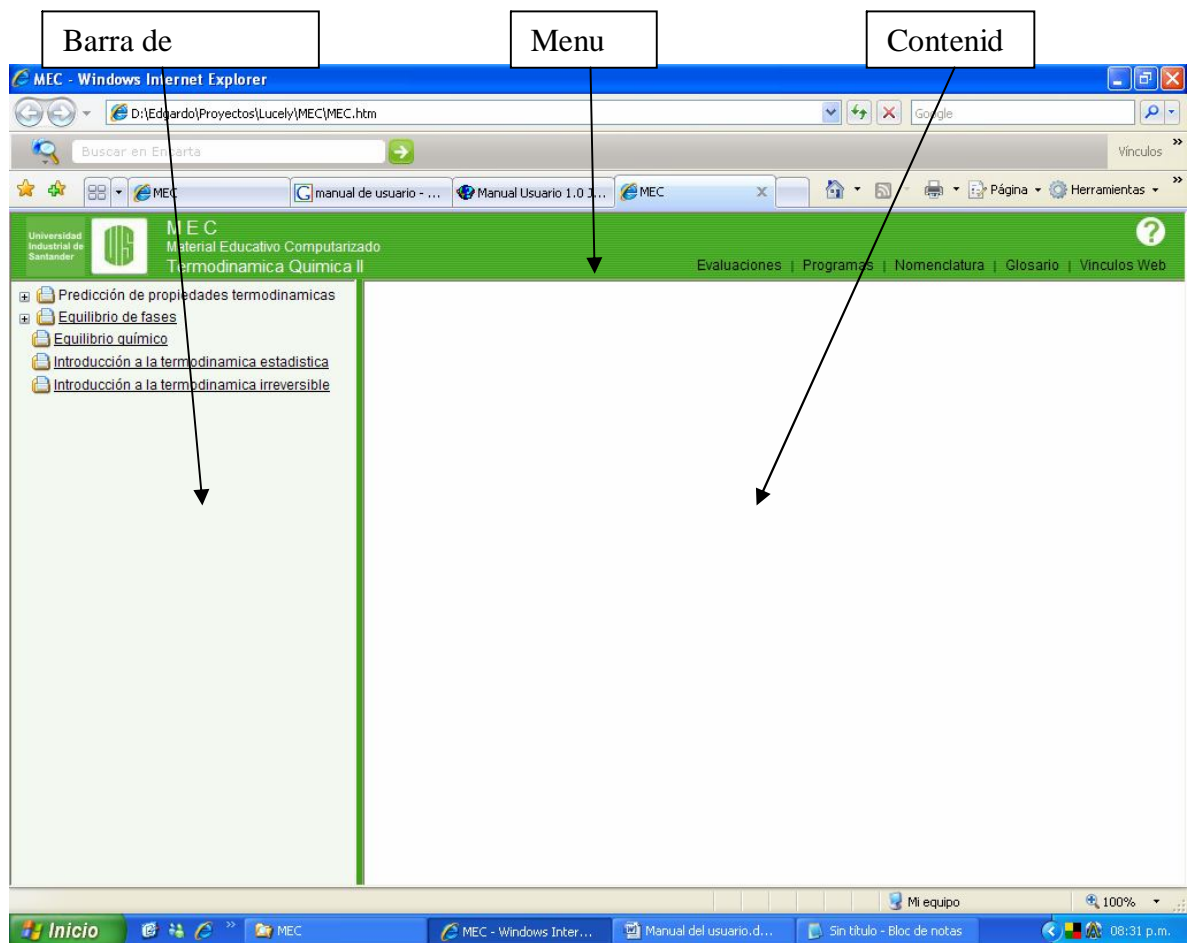 Barra de
Menu
Contenid
MEC - Windows Internet Explorer
D:\Edgardo\Proyectos\Lucely\MEC\MEC.htm
Google
Buscar en Encarta
Vínculos
MEC
manual de usuario - ...
Manual Usuario 1.0 J...
MEC
Página
Herramientas
Universidad
Industrial de
Santander
M E C
Material Educativo Computarizado
Termodinamica Quimica II
?
Evaluaciones | Programas | Nomenclatura | Glosario | Vinculos Web
Predicción de propiedades termodinamicas
Equilibrio de fases
Equilibrio químico
Introducción a la termodinamica estadistica
Introducción a la termodinamica irreversible
Mi equipo
100%
Inicio
MEC
MEC - Windows Inter...
Manual del usuario.d...
Sin título - Bloc de notas
08:31 p.m.